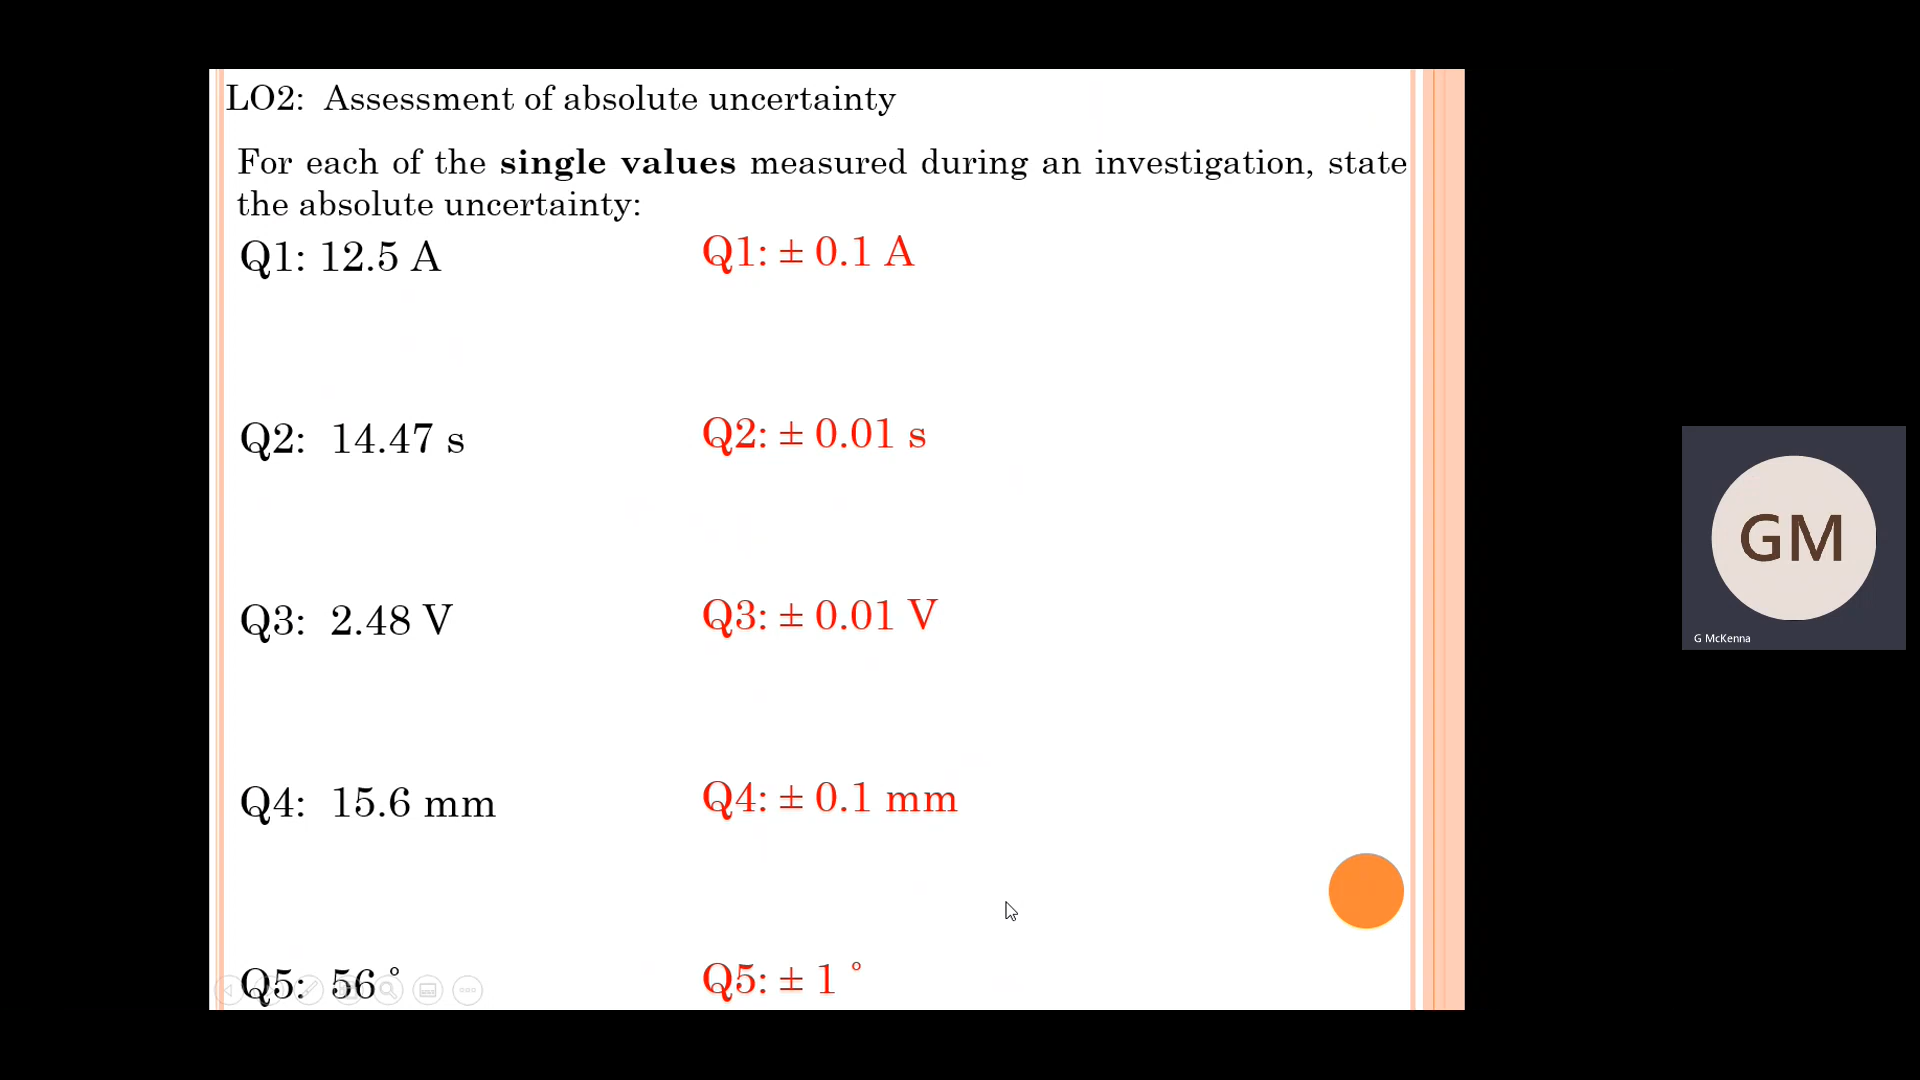 LO2: Assessment of absolute uncertainty
For each of the single values measured during an investigation, state
the absolute uncertainty:
Q1: 12.5 A
Q1: ± 0.1 A
Q2: 14.47 s
Q2: ± 0.01 s
Q3: 2.48 V
Q3: ± 0.01 V
Q4: 15.6 mm
Q4: ± 0.1 mm
Q5: 56 °
Q5: ± 1 °
GM
G McKenna